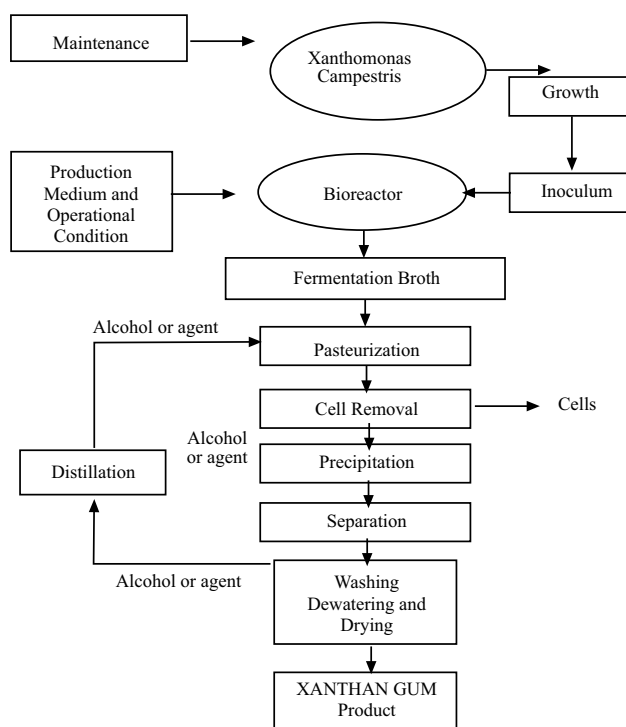 Maintenance
Xanthomonas
Campestris
Growth
Production
Medium and
Operational
Condition
Bioreactor
Inoculum
Fermentation Broth
Alcohol or agent
Pasteurization
Cell Removal
Cells
Alcohol
or agent
Distillation
Precipitation
Separation
Alcohol or agent
Washing
Dewatering and
Drying
XANTHAN GUM
Product